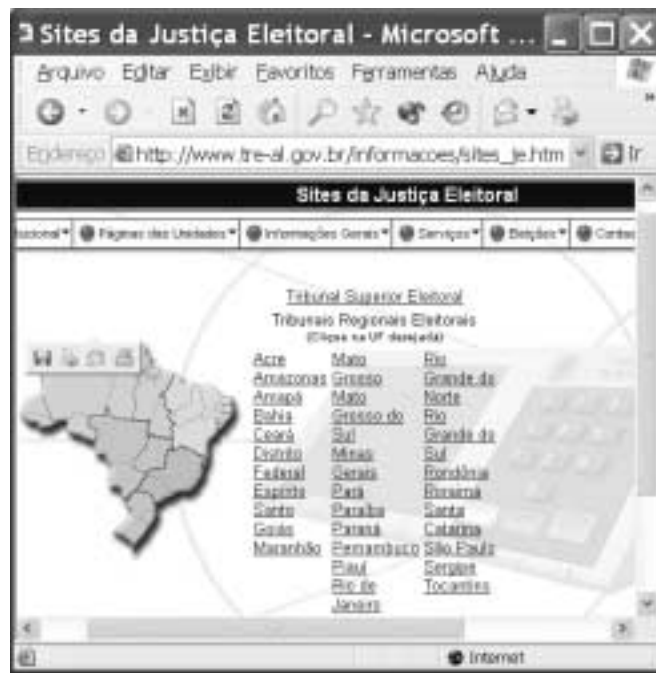 Sites da Justiça Eleitoral - Microsoft ...
Arquivo Editar Exibir Favoritos Ferramentas Ajuda
Endereço http://www.tre-al.gov.br/informacoes/sites_je.htm Ir
Sites da Justiça Eleitoral
ucional Páginas das Unidades Informações Gerais Serviços Eleições Contas
Tribunal Superior Eleitoral
Tribunais Regionais Eleitorais
(Clique na UF desejada)
Acre Mato Rio
Amazonas Grosso Grande do
Amapá Mato Norte
Bahia Grosso do Rio
Ceará Sul Grande do
Distrito Minas Sul
Federal Gerais Rondônia
Espírito Pará Roraima
Santo Paraíba Santa
Goiás Paraná Catarina
Maranhão Pernambuco São Paulo
Piauí Sergipe
Rio de Tocantins
Janeiro
Internet